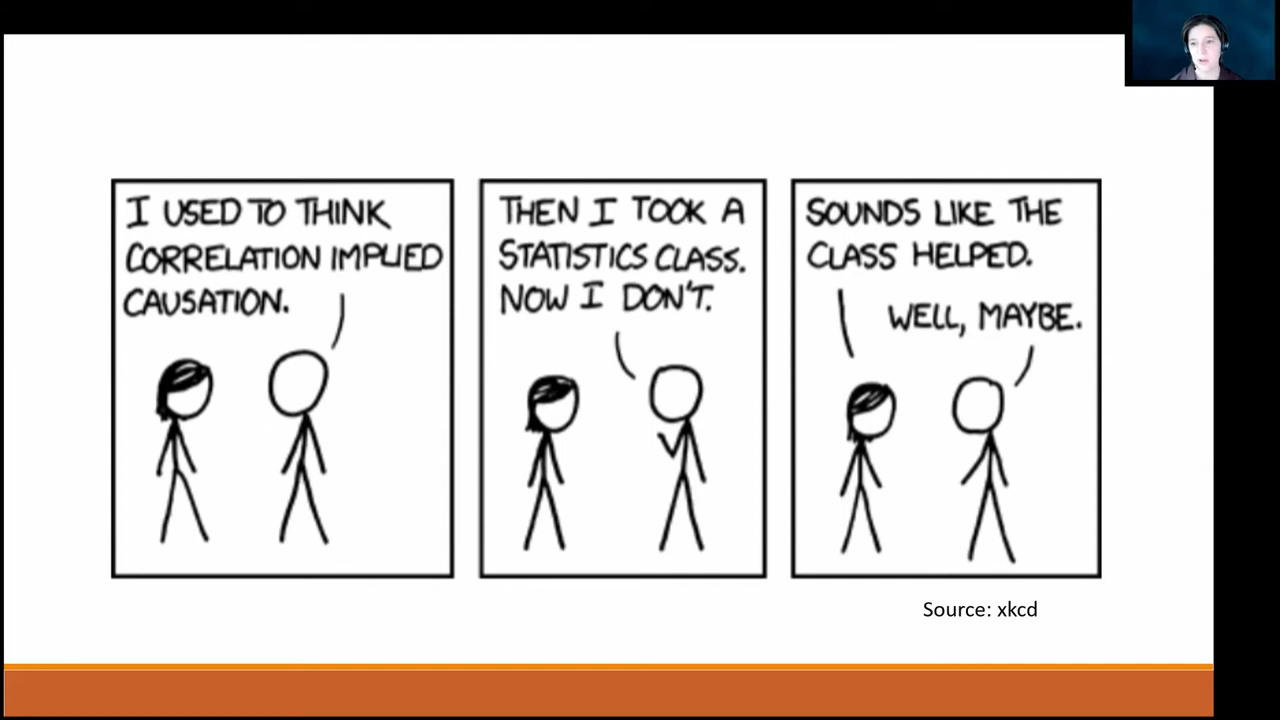 I USED TO THINK
CORRELATION IMPLIED
CAUSATION.
THEN I TOOK A
STATISTICS CLASS.
NOW I DON'T.
SOUNDS LIKE THE
CLASS HELPED.
WELL, MAYBE.
Source: xkcd